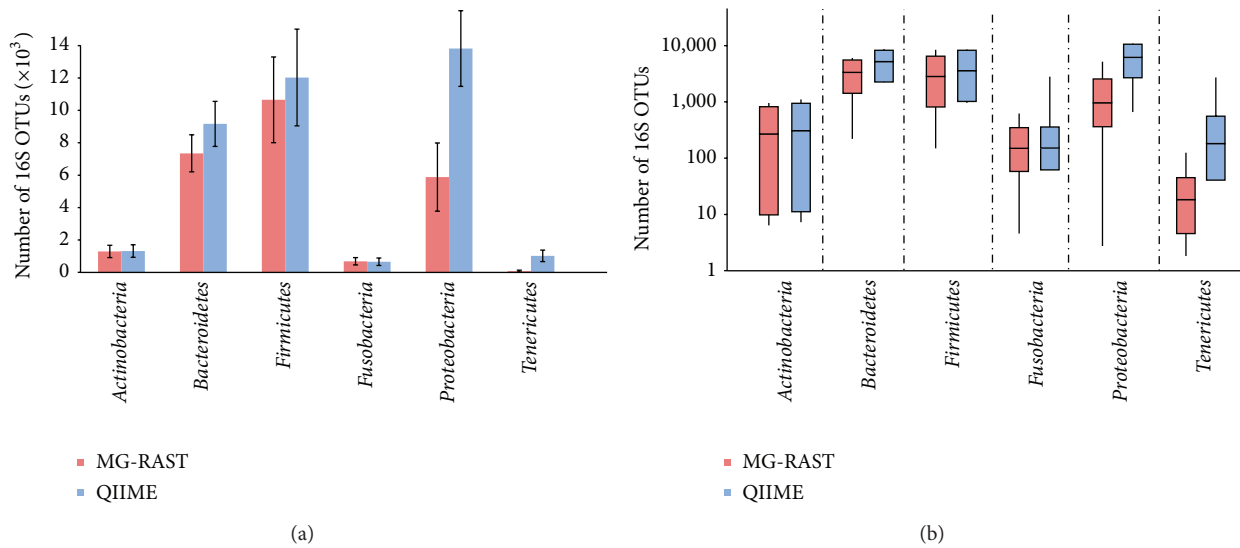 Number of 16S OTUs (×10³)
14
12
10
8
6
4
2
0
Actinobacteria
Bacteroidetes
Firmicutes
Fusobacteria
Proteobacteria
Tenericutes
MG-RAST
QIIME
(a)
Number of 16S OTUs
10,000
1,000
100
10
1
Actinobacteria
Bacteroidetes
Firmicutes
Fusobacteria
Proteobacteria
Tenericutes
MG-RAST
QIIME
(b)